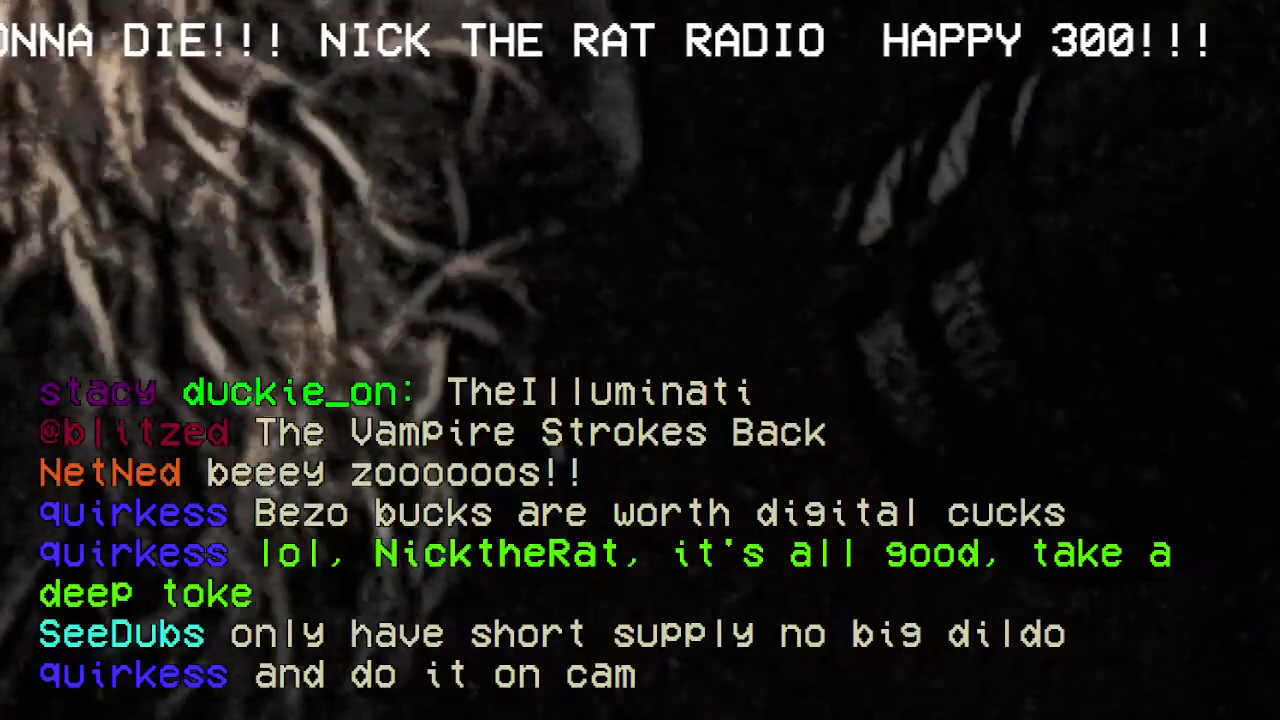 ONNA DIE!!! NICK THE RAT RADIO  HAPPY 300!!!
stacy duckie_on: TheIlluminati
@blitzed The Vampire Strokes Back
NetNed beeey zoooooos!!
quirkess Bezo bucks are worth digital cucks
quirkess lol, NicktheRat, it's all good, take a
deep toke
SeeDubs only have short supply no big dildo
quirkess and do it on cam